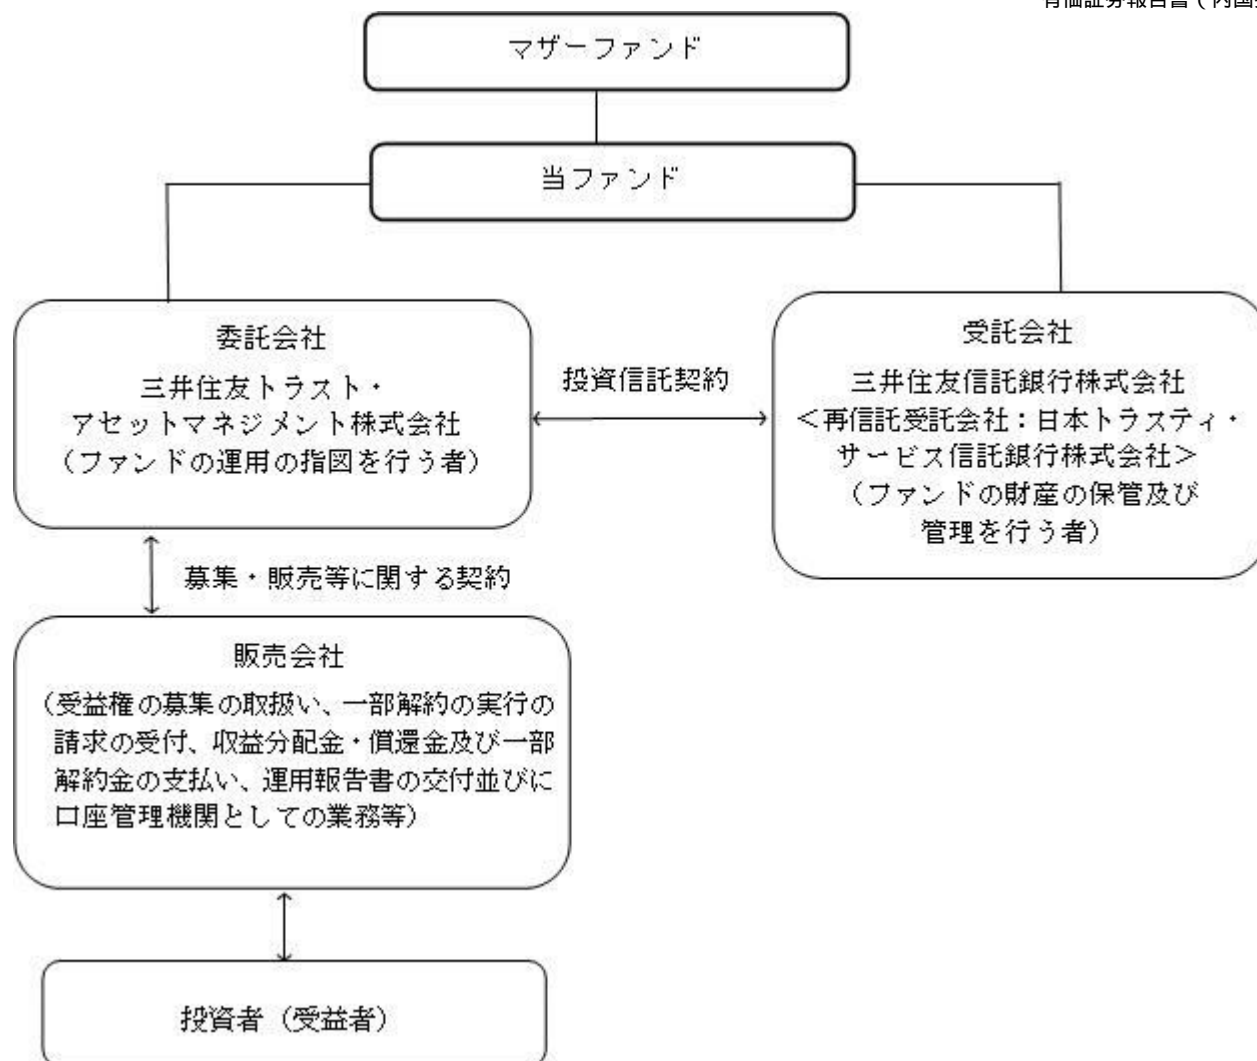 有価証券報告書（内国
マザーファンド
当ファンド
委託会社
三井住友トラスト・
アセットマネジメント株式会社
（ファンドの運用の指図を行う者）
投資信託契約
受託会社
三井住友信託銀行株式会社
＜再信託受託会社：日本トラスティ・
サービス信託銀行株式会社＞
（ファンドの財産の保管及び
管理を行う者）
募集・販売等に関する契約
販売会社
（受益権の募集の取扱い、一部解約の実行の
請求の受付、収益分配金・償還金及び一部
解約金の支払い、運用報告書の交付並びに
口座管理機関としての業務等）
投資者（受益者）